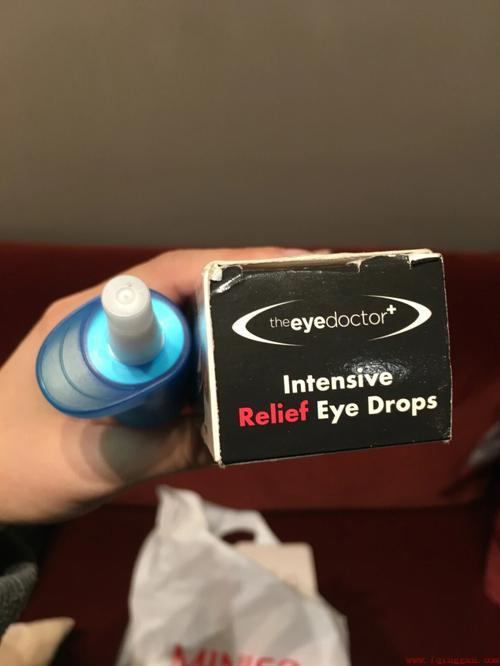 theeyedoctor+
Intensive
Relief Eye Drops